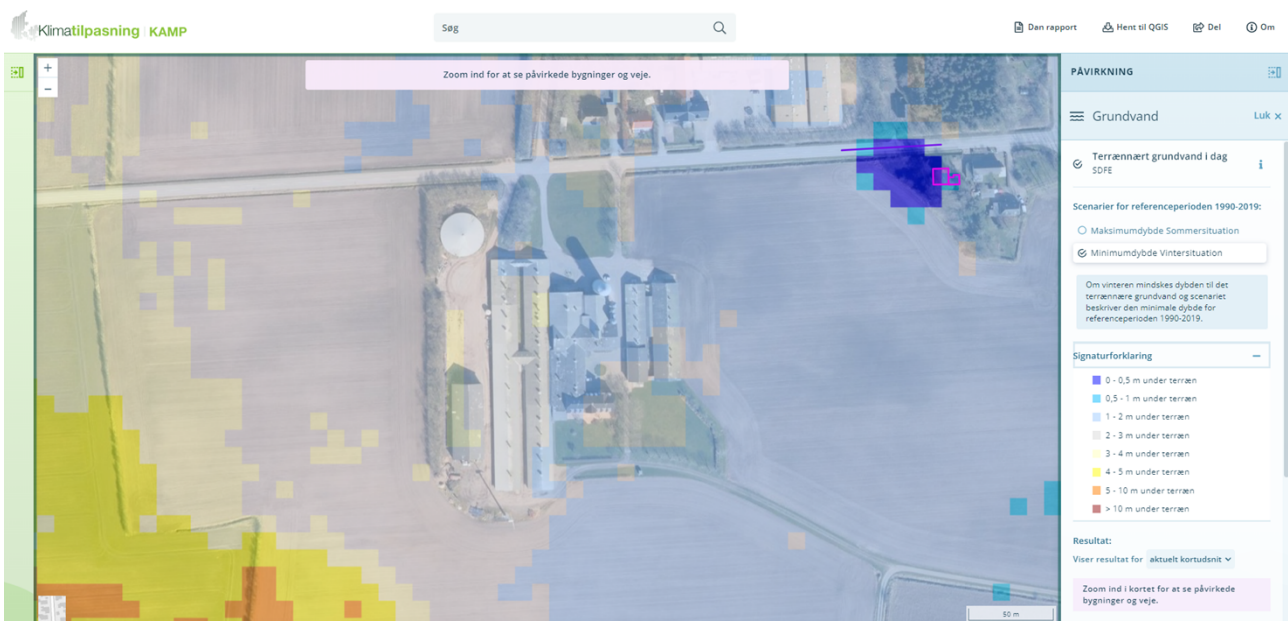 Klimatilpasning KAMP
Søg
Dan rapport
Hent til QGIS
Del
Om
+
−
Zoom ind for at se påvirkede bygninger og veje.
50 m
PÅVIRKNING
Grundvand
Luk ×
Terrænnært grundvand i dag
SDFE
i
Scenarier for referenceperioden 1990-2019:
Maksimumdybde Sommersituation
Minimumdybde Vintersituation
Om vinteren mindskes dybden til det
terrænnære grundvand og scenariet
beskriver den minimale dybde for
referenceperioden 1990-2019.
Signaturforklaring −
0 - 0,5 m under terræn
0,5 - 1 m under terræn
1 - 2 m under terræn
2 - 3 m under terræn
3 - 4 m under terræn
4 - 5 m under terræn
5 - 10 m under terræn
> 10 m under terræn
Resultat:
Viser resultat for aktuelt kortudsnit
Zoom ind i kortet for at se påvirkede
bygninger og veje.